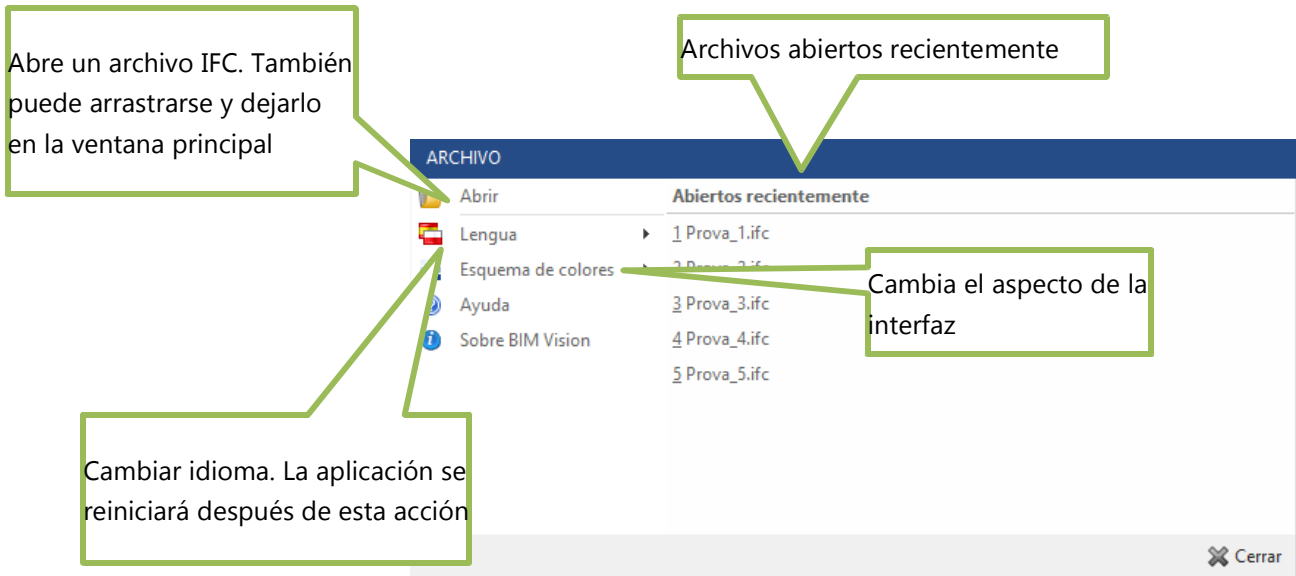 Abre un archivo IFC. También
puede arrastrarse y dejarlo
en la ventana principal
Archivos abiertos recientemente
ARCHIVO
Abrir
Lengua
Esquema de colores
Ayuda
Sobre BIM Vision
Abiertos recientemente
1 Prova_1.ifc
3 Prova_3.ifc
4 Prova_4.ifc
5 Prova_5.ifc
Cambia el aspecto de la
interfaz
Cambiar idioma. La aplicación se
reiniciará después de esta acción
Cerrar